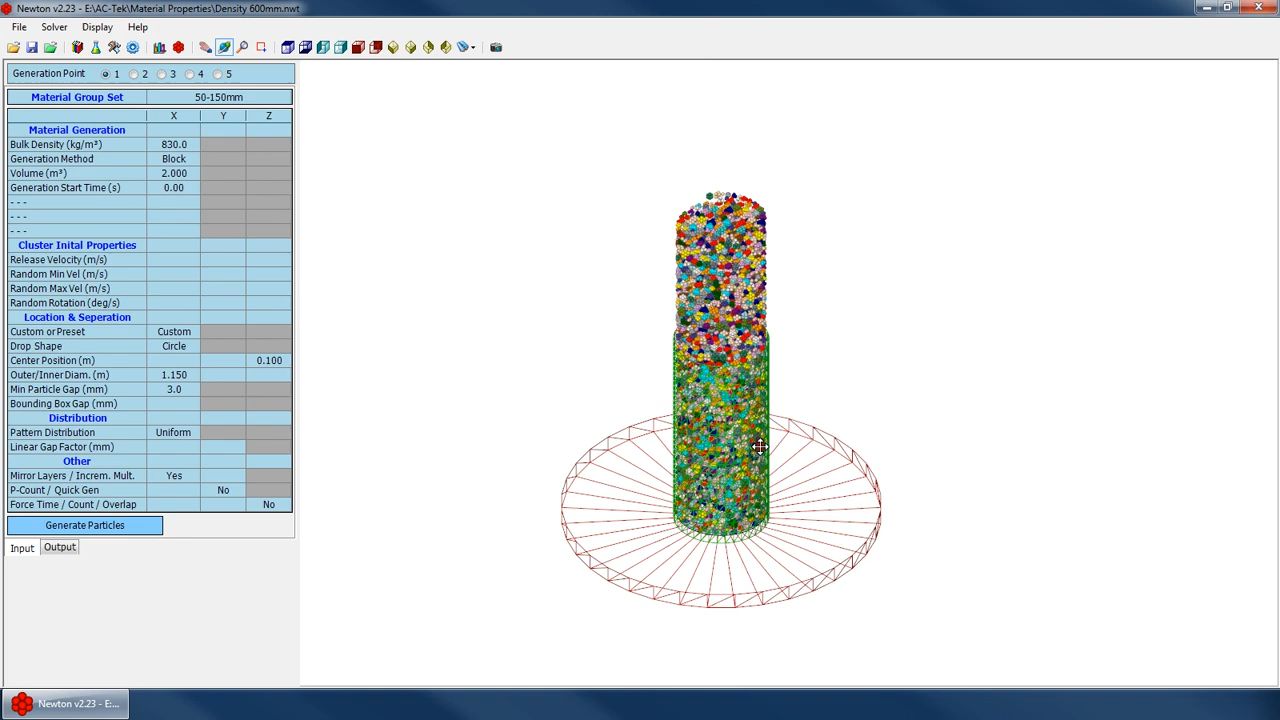 Newton v2.23 - E:\AC-Tek\Material Properties\Density 600mm.nwt
File Solver Display Help
Generation Point 1 2 3 4 5
Material Group Set 50-150mm
X Y Z
Material Generation
Bulk Density (kg/m³) 830.0
Generation Method Block
Volume (m³) 2.000
Generation Start Time (s) 0.00
- - -
- - -
- - -
Cluster Inital Properties
Release Velocity (m/s)
Random Min Vel (m/s)
Random Max Vel (m/s)
Random Rotation (deg/s)
Location & Seperation
Custom or Preset Custom
Drop Shape Circle
Center Position (m) 0.100
Outer/Inner Diam. (m) 1.150
Min Particle Gap (mm) 3.0
Bounding Box Gap (mm)
Distribution
Pattern Distribution Uniform
Linear Gap Factor (mm)
Other
Mirror Layers / Increm. Mult. Yes
P-Count / Quick Gen No
Force Time / Count / Overlap No
Generate Particles
Input Output
Newton v2.23 - E:...